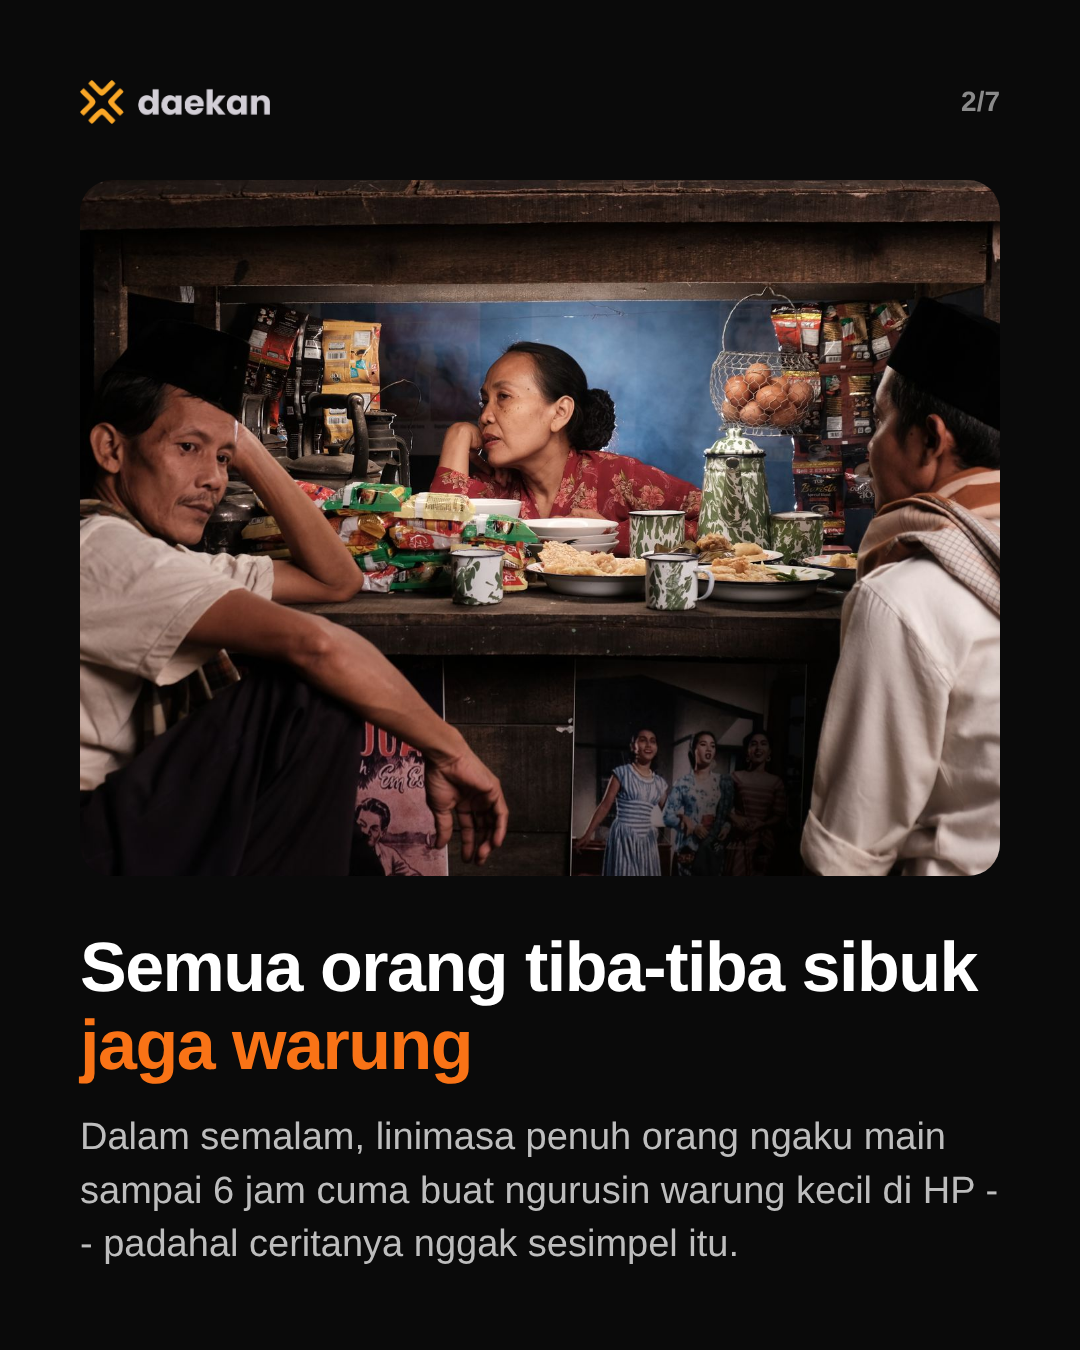 daekan
2/7
JUA
Semua orang tiba-tiba sibuk
jaga warung
Dalam semalam, linimasa penuh orang ngaku main
sampai 6 jam cuma buat ngurusin warung kecil di HP -
- padahal ceritanya nggak sesimpel itu.